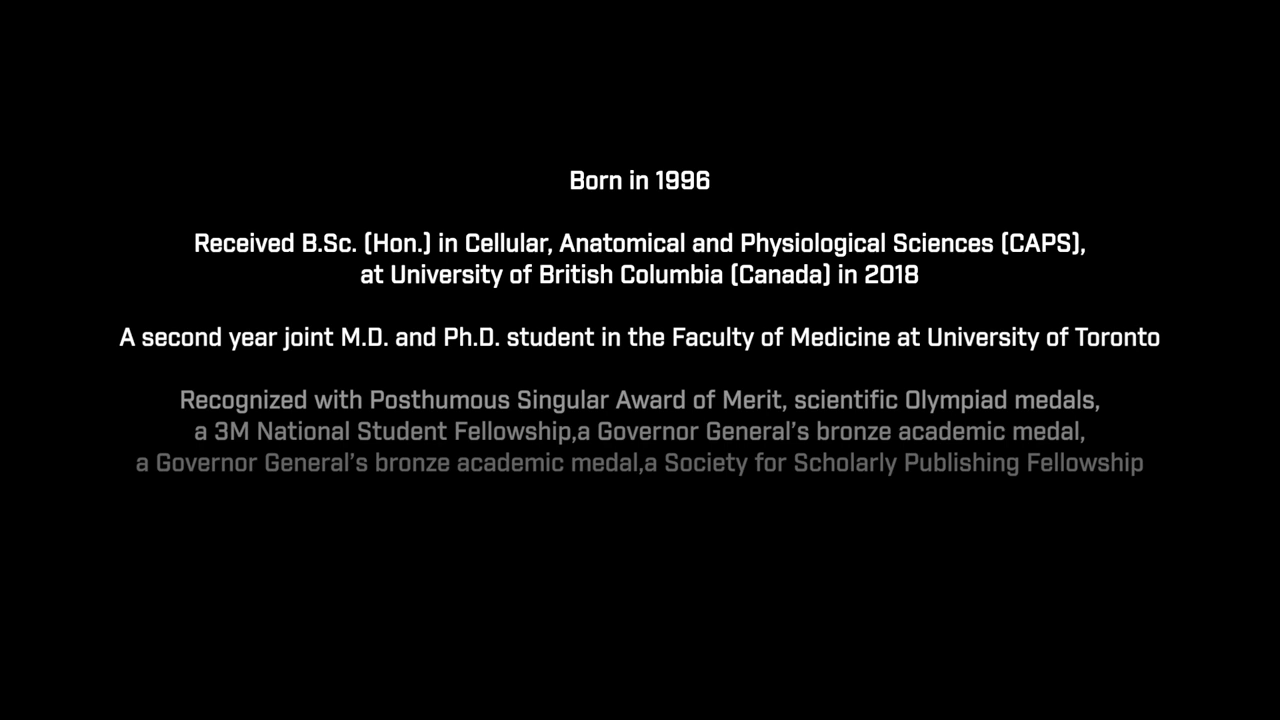 Born in 1996
Received B.Sc. (Hon.) in Cellular, Anatomical and Physiological Sciences (CAPS),
at University of British Columbia (Canada) in 2018
A second year joint M.D. and Ph.D. student in the Faculty of Medicine at University of Toronto
Recognized with Posthumous Singular Award of Merit, scientific Olympiad medals,
a 3M National Student Fellowship,a Governor General’s bronze academic medal,
a Governor General’s bronze academic medal,a Society for Scholarly Publishing Fellowship